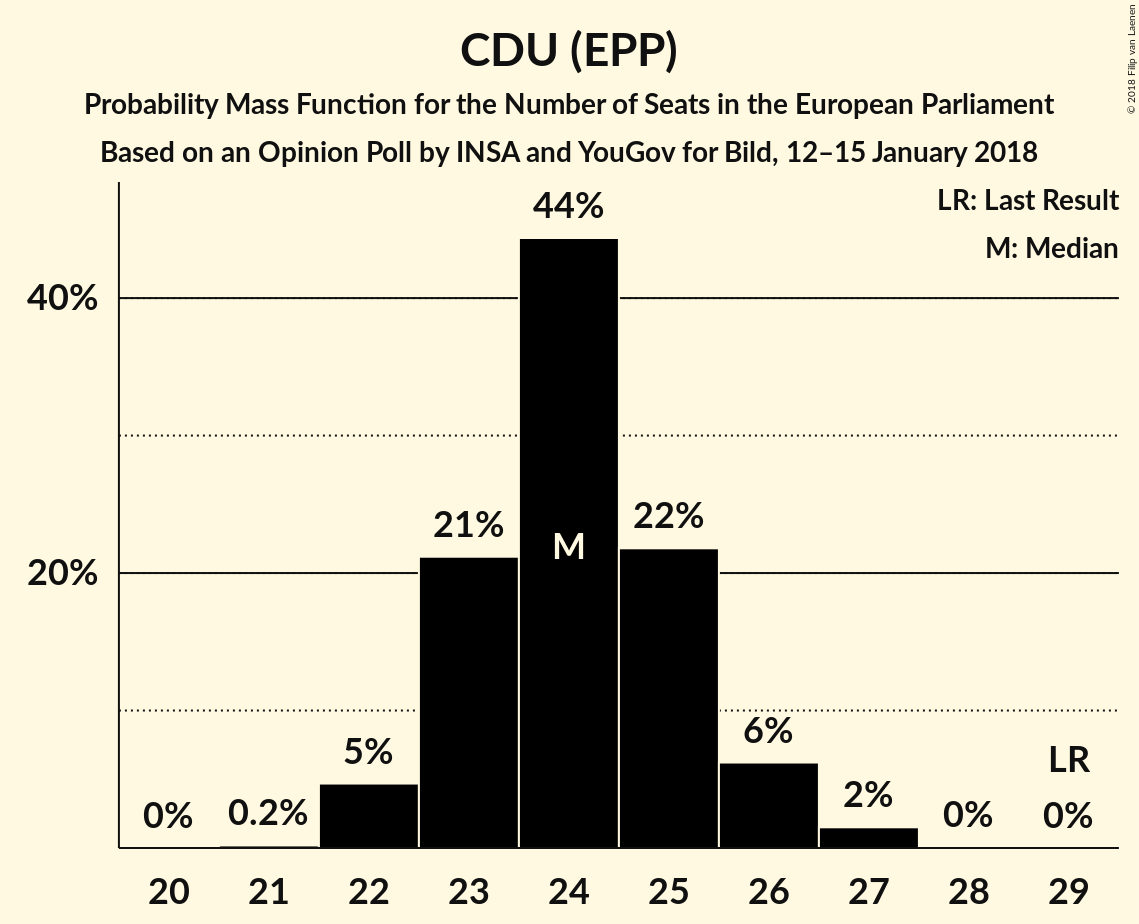 CDU (EPP)
Probability Mass Function for the Number of Seats in the European Parliament
Based on an Opinion Poll by INSA and YouGov for Bild, 12–15 January 2018
© 2018 Filip van Laenen
LR: Last Result
M: Median
44%
40%
21%
M
22%
20%
5%
6%
LR
0%
0.2%
2%
0%
0%
20 21 22 23 24 25 26 27 28 29